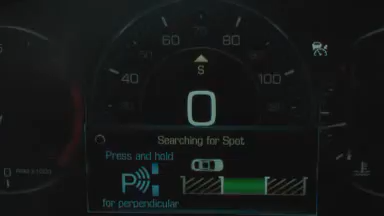 60 80
40 100
S
0
Searching for Spot
Press and hold
P
for perpendicular